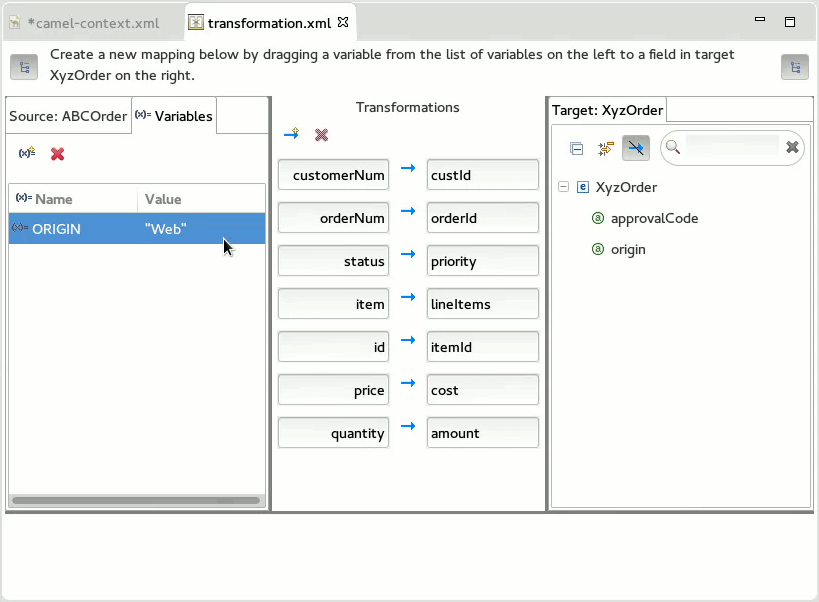 *camel-context.xml
transformation.xml
Create a new mapping below by dragging a variable from the list of variables on the left to a field in target
XyzOrder on the right.
Source: ABCOrder
(x)= Variables
Transformations
Target: XyzOrder
(x)= Name
Value
(x)= ORIGIN
"Web"
customerNum
custId
orderNum
orderId
status
priority
item
lineItems
id
itemId
price
cost
quantity
amount
e XyzOrder
a approvalCode
a origin